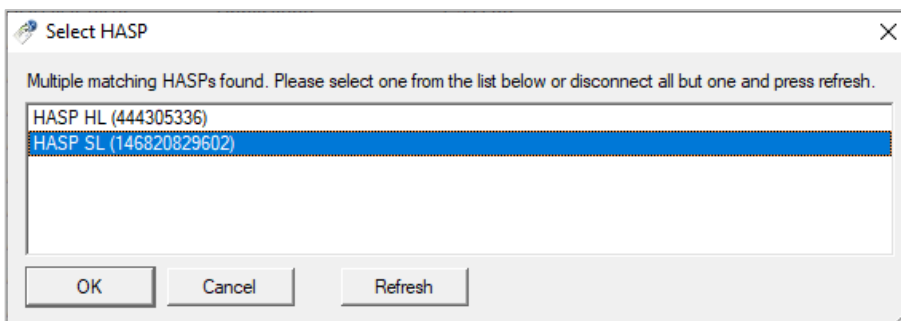 Select HASP
Multiple matching HASPs found. Please select one from the list below or disconnect all but one and press refresh.
HASP HL (444305336)
HASP SL (146820829602)
OK
Cancel
Refresh